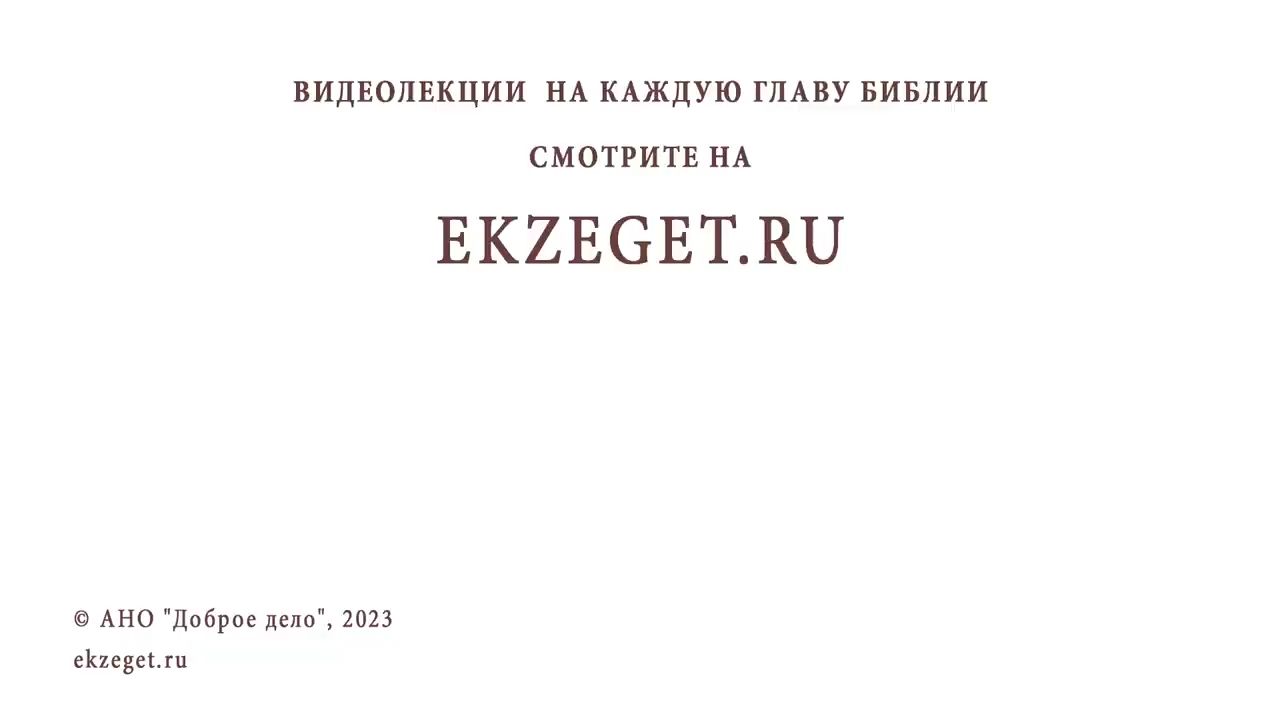 ВИДЕОЛЕКЦИИ НА КАЖДУЮ ГЛАВУ БИБЛИИ
СМОТРИТЕ НА
EKZEGET.RU
© АНО "Доброе дело", 2023
ekzeget.ru